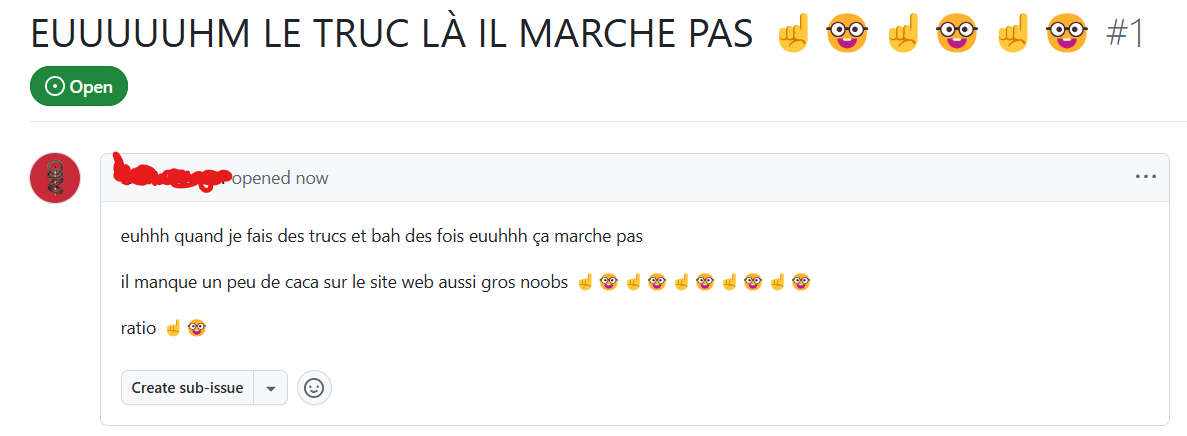 EUUUUUHM LE TRUC LÀ IL MARCHE PAS ☝️🤓☝️🤓☝️🤓 #1
Open
opened now
euhhh quand je fais des trucs et bah des fois euuhhh ça marche pas
il manque un peu de caca sur le site web aussi gros noobs ☝️🤓☝️🤓☝️🤓☝️🤓☝️🤓
ratio ☝️🤓
Create sub-issue